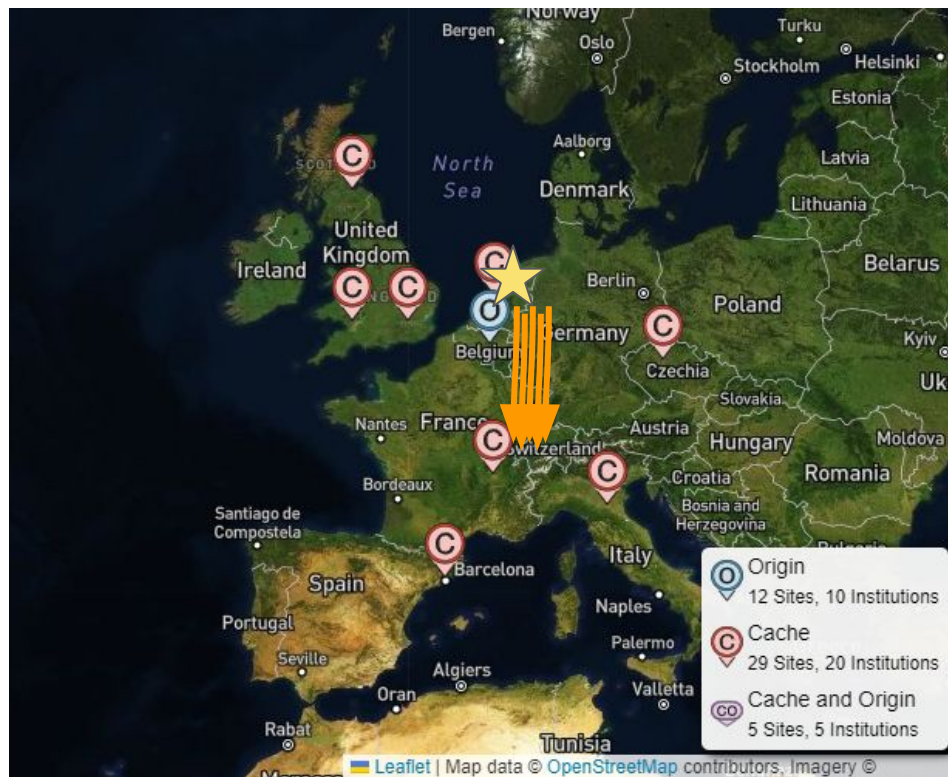 Norway
Bergen
Oslo
Turku
Helsinki
Stockholm
Estonia
Aalborg
Latvia
North
Sea
Denmark
Lithuania
C
United
Kingdom
Ireland
C
C
C
Berlin
Belarus
Poland
O
Germany
C
Kyiv
Belgium
Czechia
Uk
Slovakia
Nantes
France
Austria
Hungary
Moldova
C
Switzerland
C
Croatia
Romania
Bordeaux
Bosnia and
Herzegovina
Santiago de
Compostela
C
Barcelona
Italy
Spain
Naples
Portugal
Palermo
Seville
Algiers
Valletta
Oran
Rabat
Tunisia
O Origin
12 Sites, 10 Institutions
C Cache
29 Sites, 20 Institutions
CO Cache and Origin
5 Sites, 5 Institutions
Leaflet | Map data © OpenStreetMap contributors, Imagery ©